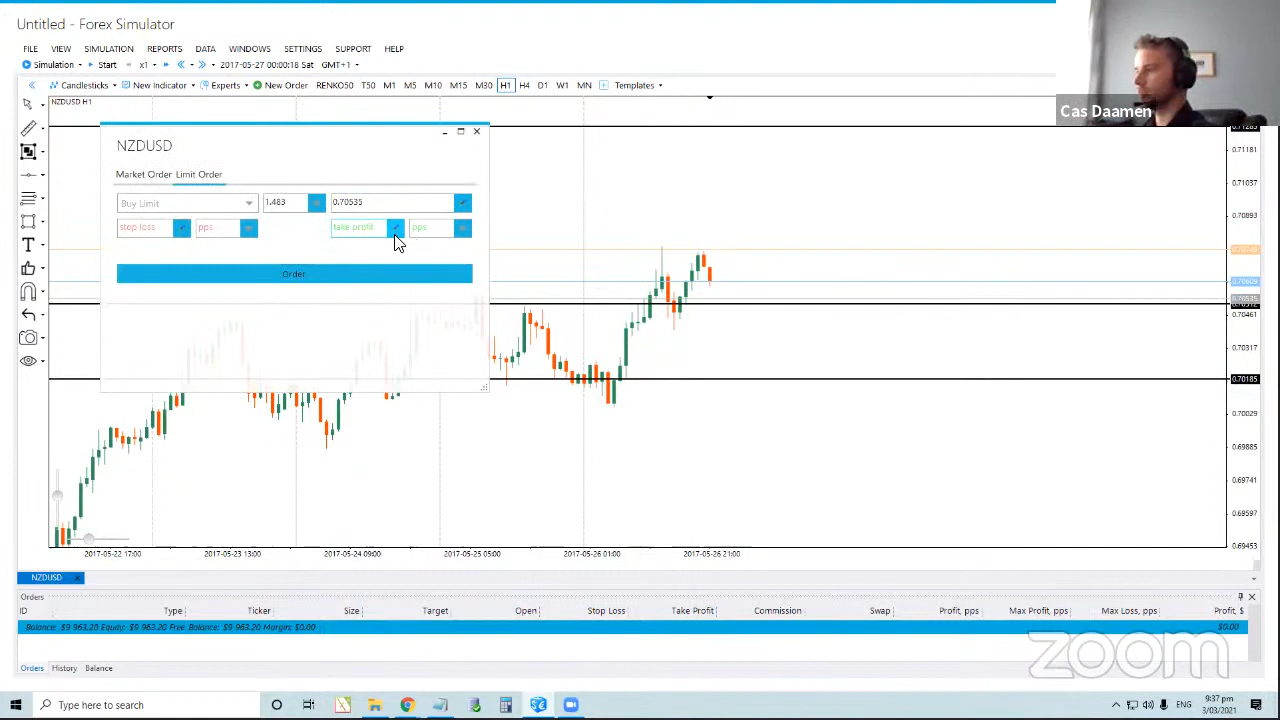 Untitled - Forex Simulator
FILE VIEW SIMULATION REPORTS DATA WINDOWS SETTINGS SUPPORT HELP
Simulation Start x1 2017-05-27 00:00:18 Sat GMT+1
Candlesticks New Indicator Experts New Order RENKO50 T50 M1 M5 M10 M15 M30 H1 H4 D1 W1 MN Templates
NZDUSD H1
Cas Daamen
0.71285
0.71181
0.71037
0.70893
0.70609
0.70535
0.70461
0.70317
0.70185
0.70029
0.69885
0.69741
0.69597
0.69453
NZDUSD
Market Order Limit Order
Buy Limit 1.483 0.70535
stop loss pps take profit pps
Order
2017-05-22 17:00 2017-05-23 13:00 2017-05-24 09:00 2017-05-25 05:00 2017-05-26 01:00 2017-05-26 21:00
NZDUSD
Orders
ID Type Ticker Size Target Open Stop Loss Take Profit Commission Swap Profit, pps Max Profit, pps Max Loss, pps Profit, $
Balance: $9 963.20 Equity: $9 963.20 Free Balance: $9 963.20 Margin: $0.00 $0.00
zoom
Orders History Balance
Type here to search
ENG
9:37 pm
3/03/2021